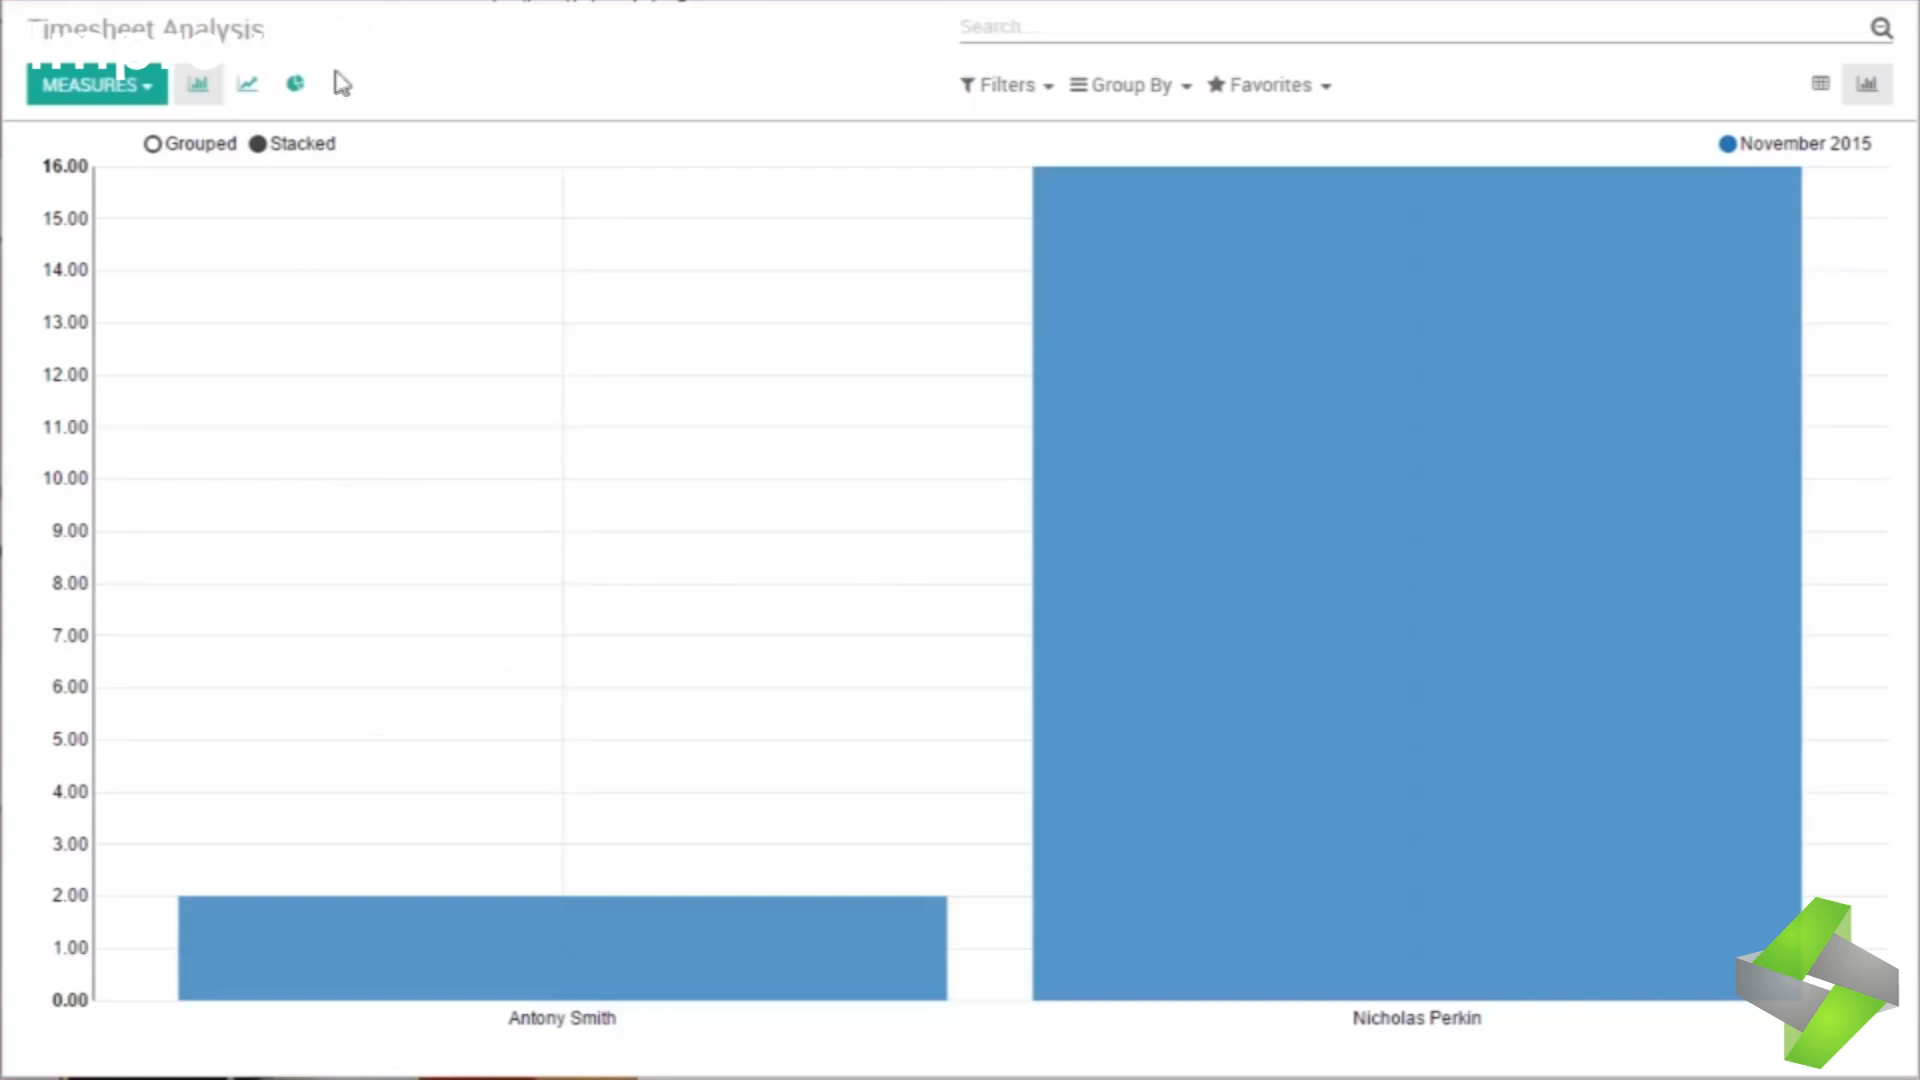 Timesheet Analysis
Search...
MEASURES
Filters Group By Favorites
Grouped Stacked
November 2015
16.00
15.00
14.00
13.00
12.00
11.00
10.00
9.00
8.00
7.00
6.00
5.00
4.00
3.00
2.00
1.00
0.00
Antony Smith
Nicholas Perkin